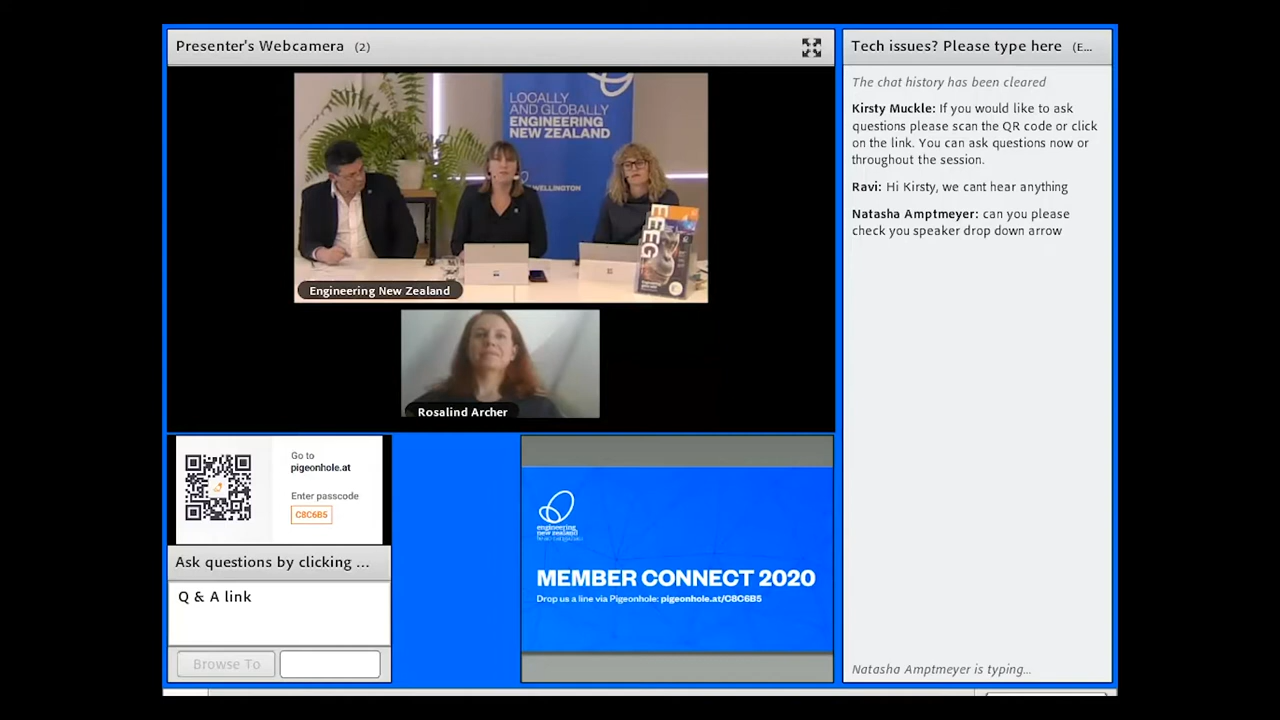 Presenter's Webcamera (2)
LOCALLY
AND GLOBALLY
ENGINEERING
NEW ZEALAND
WELLINGTON
EEEG
Engineering New Zealand
Rosalind Archer
Go to
pigeonhole.at
Enter passcode
C8C6B5
Ask questions by clicking ...
Q & A link
Browse To
engineering
new zealand
MEMBER CONNECT 2020
Drop us a line via Pigeonhole: pigeonhole.at/C8C6B5
Tech issues? Please type here (E...
The chat history has been cleared
Kirsty Muckle: If you would like to ask
questions please scan the QR code or click
on the link. You can ask questions now or
throughout the session.
Ravi: Hi Kirsty, we cant hear anything
Natasha Amptmeyer: can you please
check you speaker drop down arrow
Natasha Amptmeyer is typing...